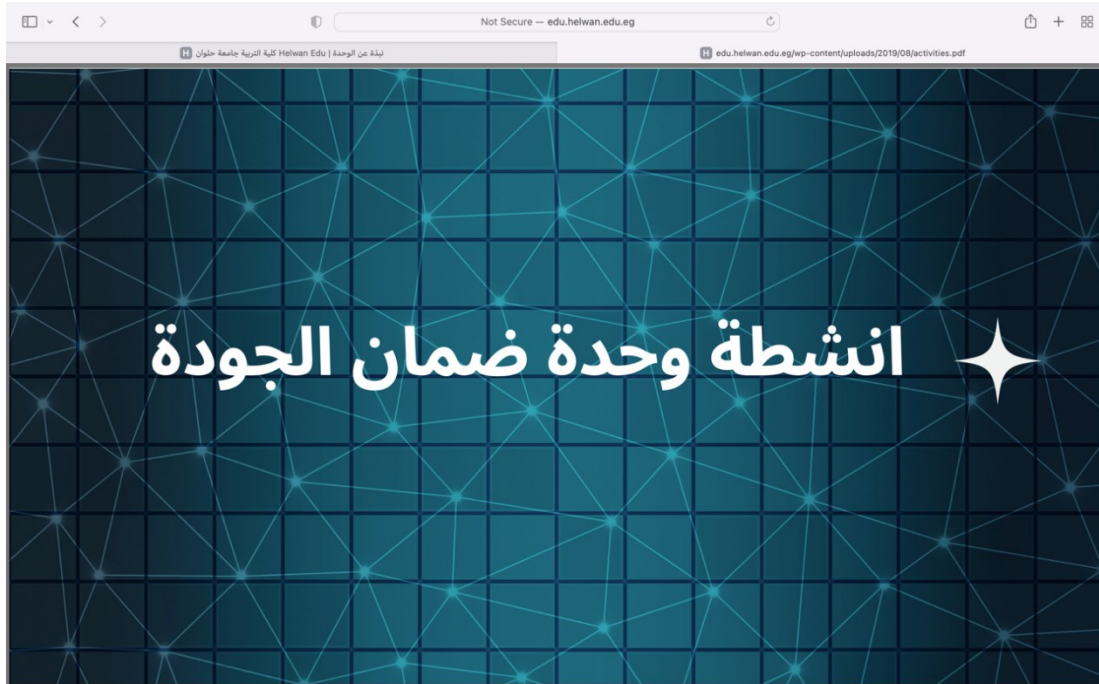 Not Secure — edu.helwan.edu.eg
نبذة عن الوحدة | Helwan Edu كلية التربية جامعة حلوان
edu.helwan.edu.eg/wp-content/uploads/2019/08/activities.pdf
انشطة وحدة ضمان الجودة